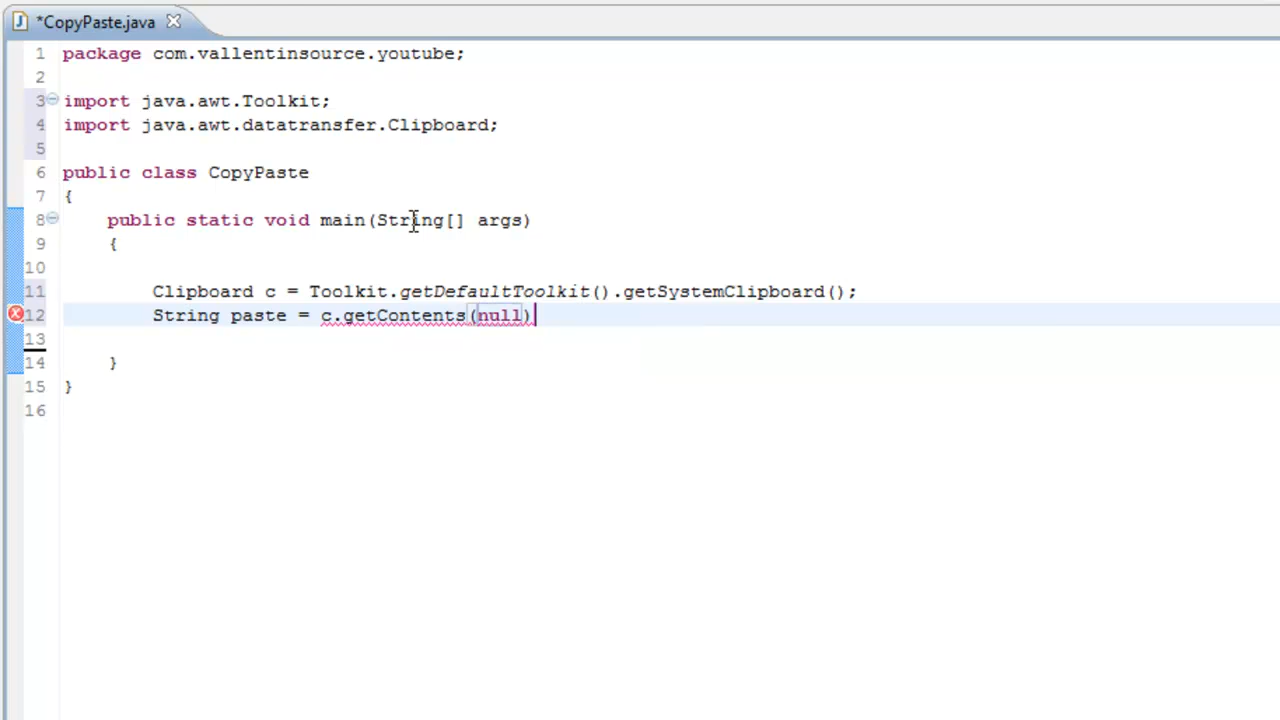 *CopyPaste.java
1 package com.vallentinsource.youtube;
2
3 import java.awt.Toolkit;
4 import java.awt.datatransfer.Clipboard;
5
6 public class CopyPaste
7 {
8 public static void main(String[] args)
9 {
10
11 Clipboard c = Toolkit.getDefaultToolkit().getSystemClipboard();
12 String paste = c.getContents(null)
13
14 }
15 }
16